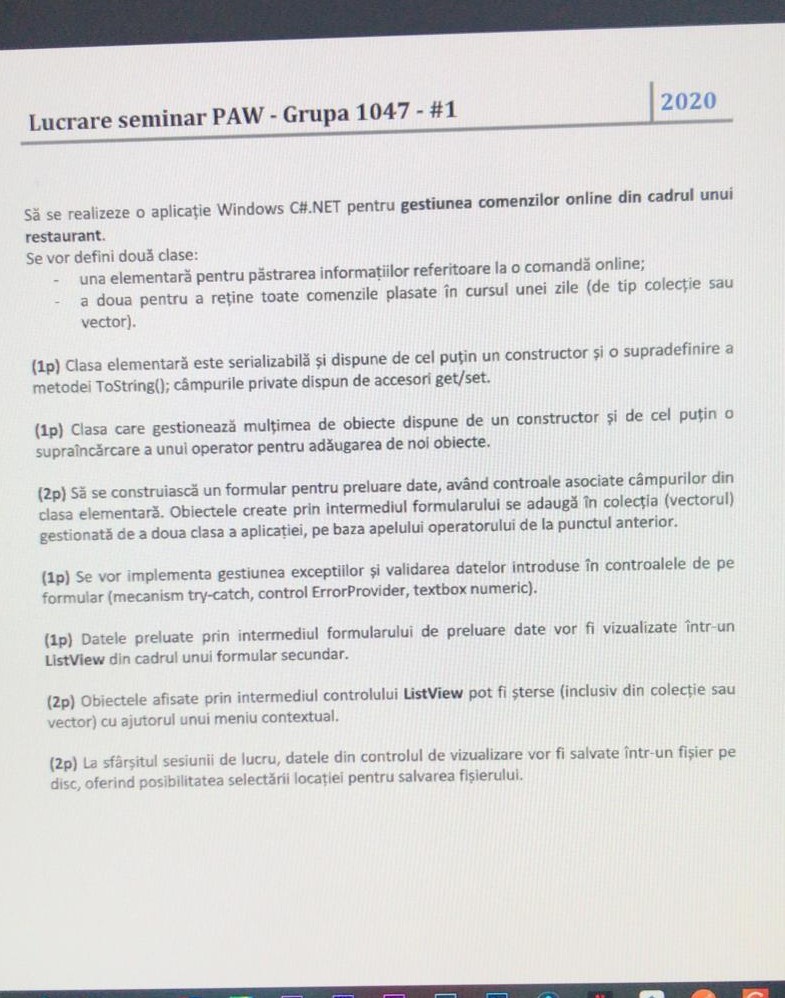 Lucrare seminar PAW - Grupa 1047 - #1
2020
Să se realizeze o aplicație Windows C#.NET pentru gestiunea comenzilor online din cadrul unui
restaurant.
Se vor defini două clase:
- una elementară pentru păstrarea informațiilor referitoare la o comandă online;
- a doua pentru a reține toate comenzile plasate în cursul unei zile (de tip colecție sau
vector).
(1p) Clasa elementară este serializabilă și dispune de cel puțin un constructor și o supradefinire a
metodei ToString(); câmpurile private dispun de accesori get/set.
(1p) Clasa care gestionează mulțimea de obiecte dispune de un constructor și de cel puțin o
supraîncărcare a unui operator pentru adăugarea de noi obiecte.
(2p) Să se construiască un formular pentru preluare date, având controale asociate câmpurilor din
clasa elementară. Obiectele create prin intermediul formularului se adaugă în colecția (vectorul)
gestionată de a doua clasa a aplicației, pe baza apelului operatorului de la punctul anterior.
(1p) Se vor implementa gestiunea exceptiilor și validarea datelor introduse în controalele de pe
formular (mecanism try-catch, control ErrorProvider, textbox numeric).
(1p) Datele preluate prin intermediul formularului de preluare date vor fi vizualizate într-un
ListView din cadrul unui formular secundar.
(2p) Obiectele afisate prin intermediul controlului ListView pot fi șterse (inclusiv din colecție sau
vector) cu ajutorul unui meniu contextual.
(2p) La sfârșitul sesiunii de lucru, datele din controlul de vizualizare vor fi salvate într-un fișier pe
disc, oferind posibilitatea selectării locației pentru salvarea fișierului.